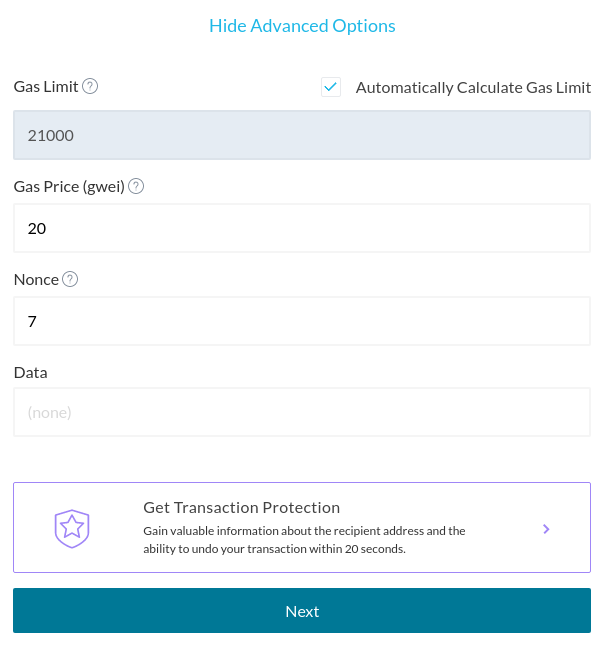 Hide Advanced Options
Gas Limit ?
Automatically Calculate Gas Limit
21000
Gas Price (gwei) ?
20
Nonce ?
7
Data
(none)
Get Transaction Protection
Gain valuable information about the recipient address and the
ability to undo your transaction within 20 seconds.
Next